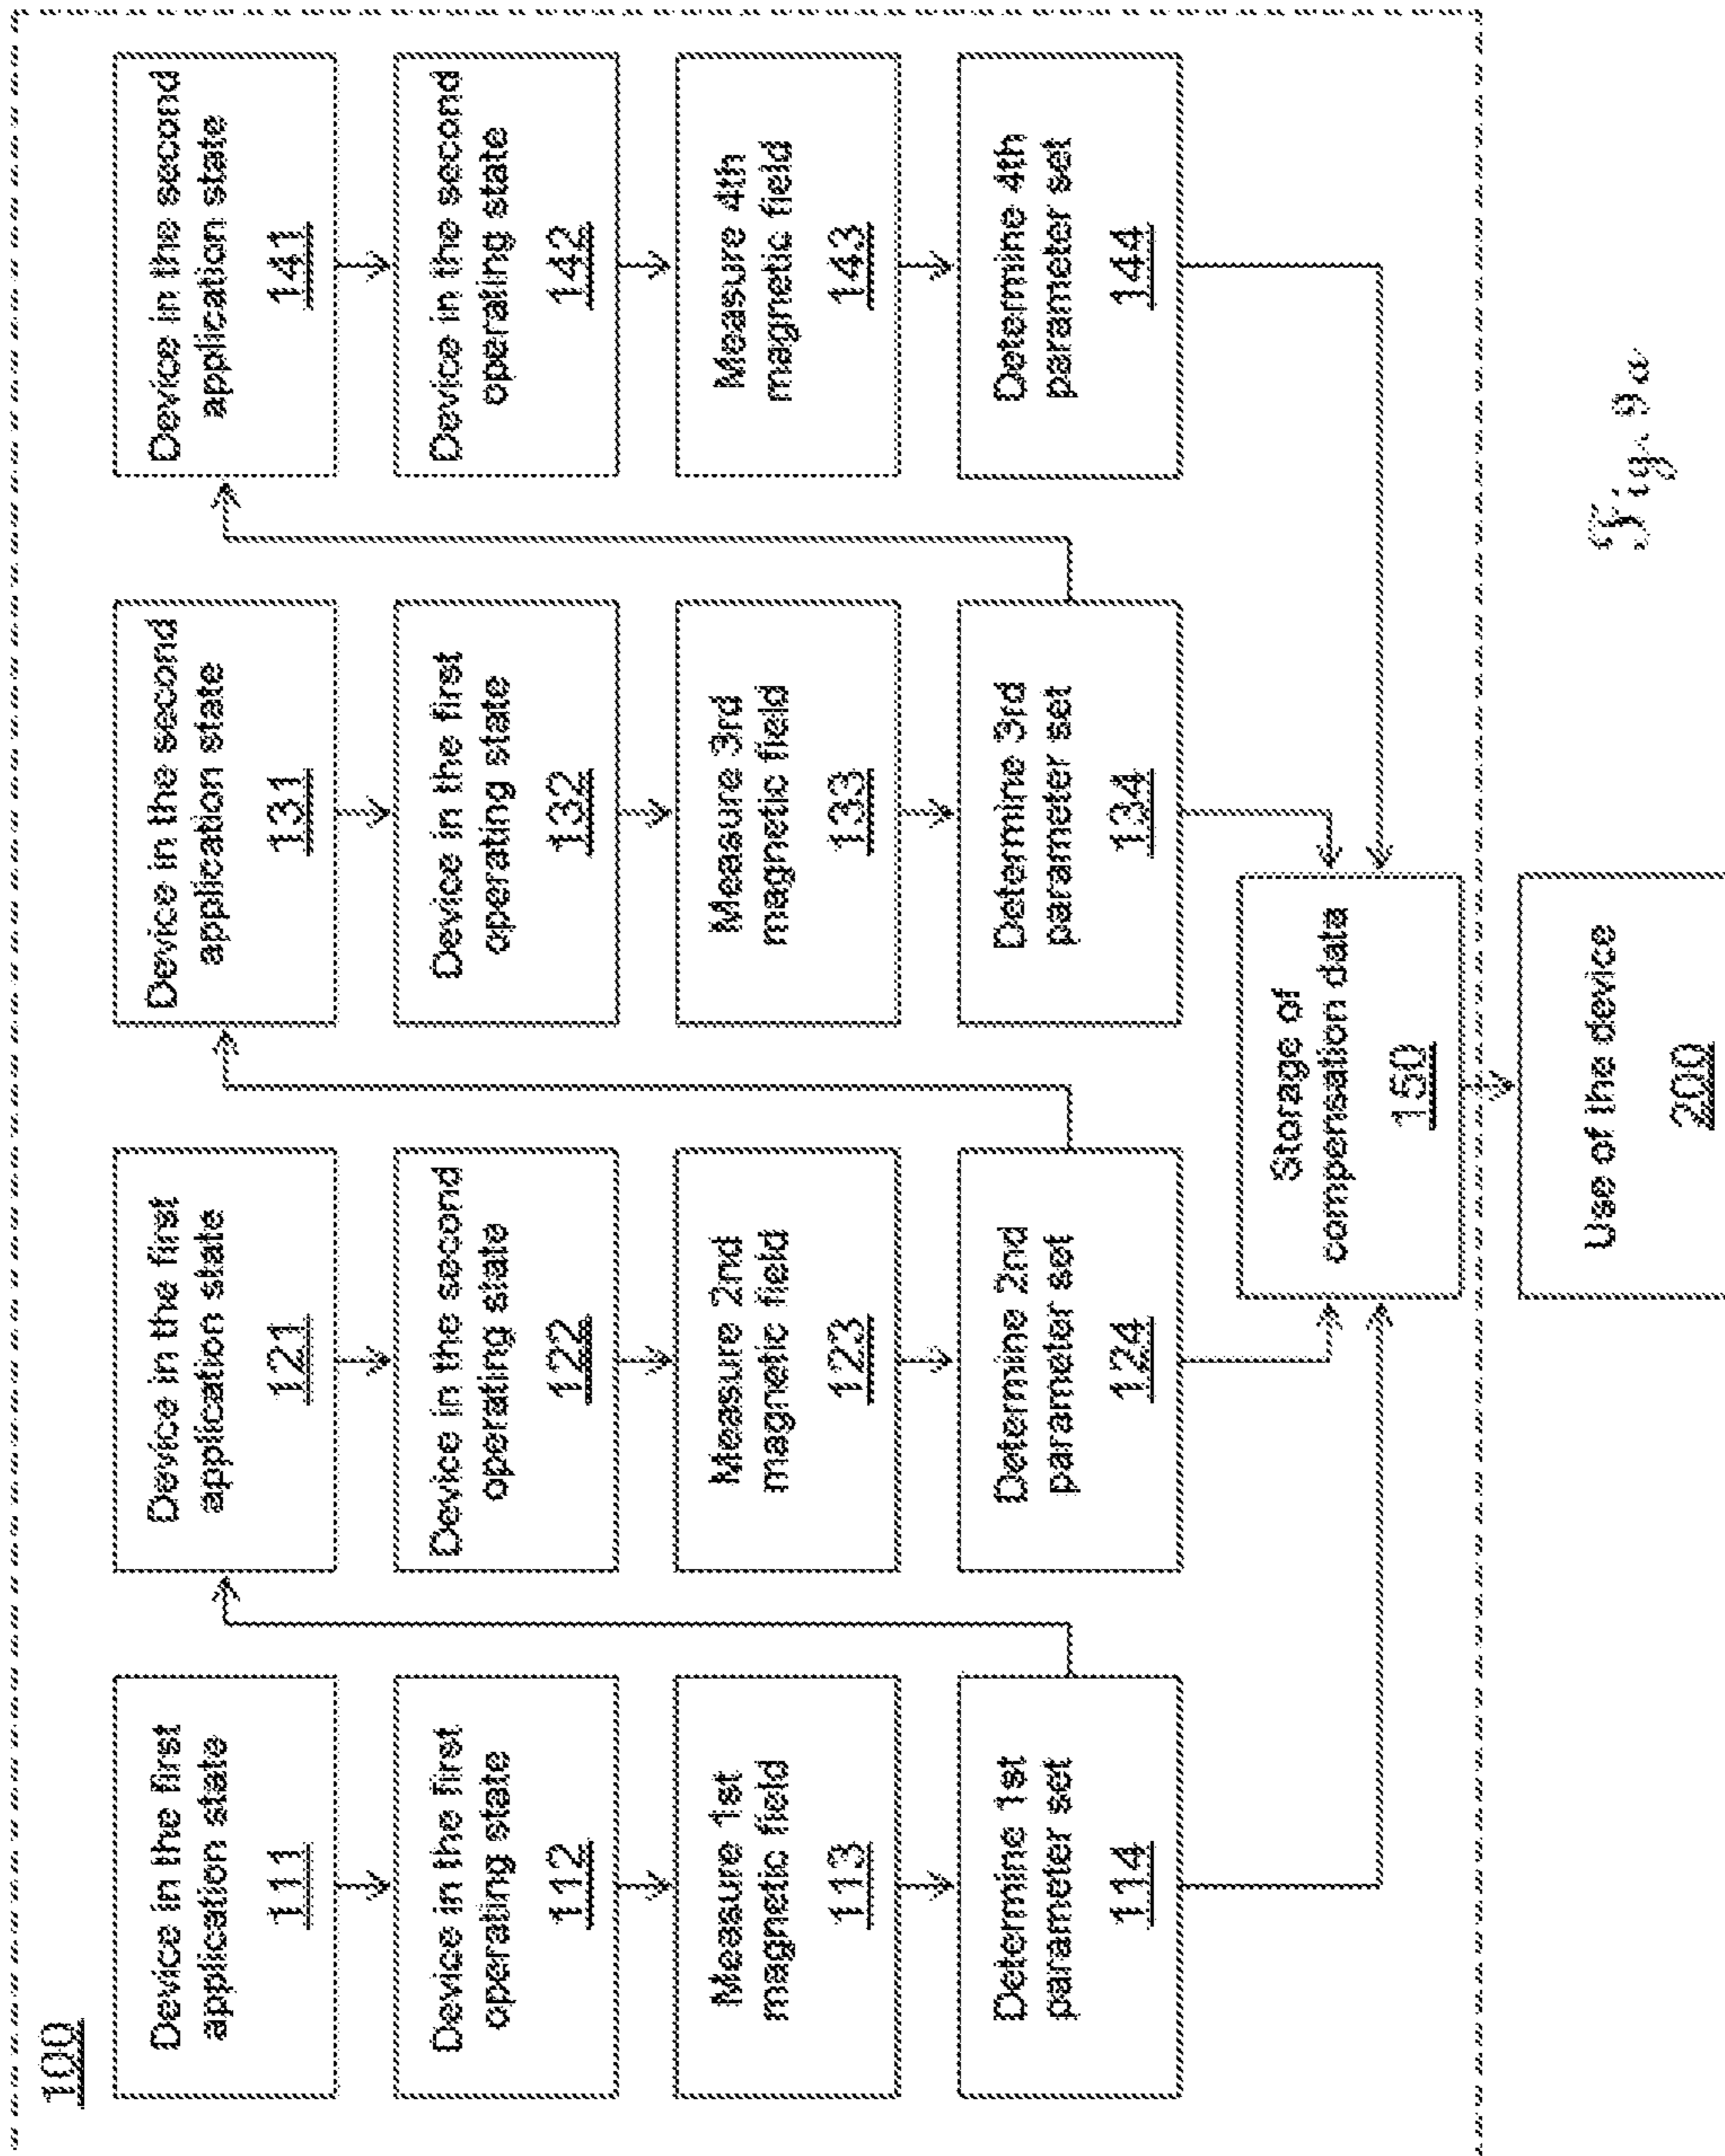 100
Device in the first
application state
111
Device in the first
operating state
112
Measure 1st
magnetic field
113
Determine 1st
parameter set
114
Device in the first
application state
121
Device in the second
operating state
122
Measure 2nd
magnetic field
123
Determine 2nd
parameter set
124
Device in the second
application state
131
Device in the first
operating state
132
Measure 3rd
magnetic field
133
Determine 3rd
parameter set
134
Device in the second
application state
141
Device in the second
operating state
142
Measure 4th
magnetic field
143
Determine 4th
parameter set
144
Storage of
compensation data
150
Use of the device
200
Fig. 9a